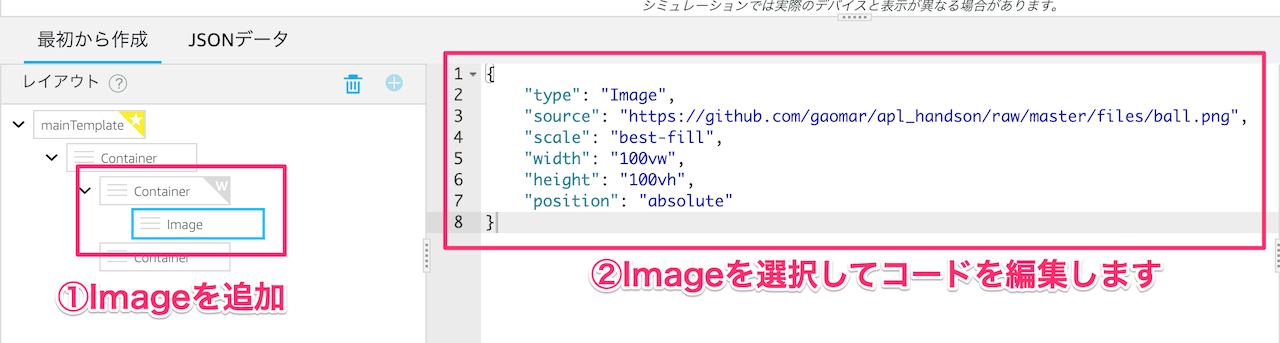 シミュレーションでは実際のデバイスと表示が異なる場合があります。
最初から作成 JSONデータ
レイアウト ?
mainTemplate
Container
Container W
Image
Container
①Imageを追加
1 {
2 "type": "Image",
3 "source": "https://github.com/gaomar/apl_handson/raw/master/files/ball.png",
4 "scale": "best-fill",
5 "width": "100vw",
6 "height": "100vh",
7 "position": "absolute"
8 }
②Imageを選択してコードを編集します